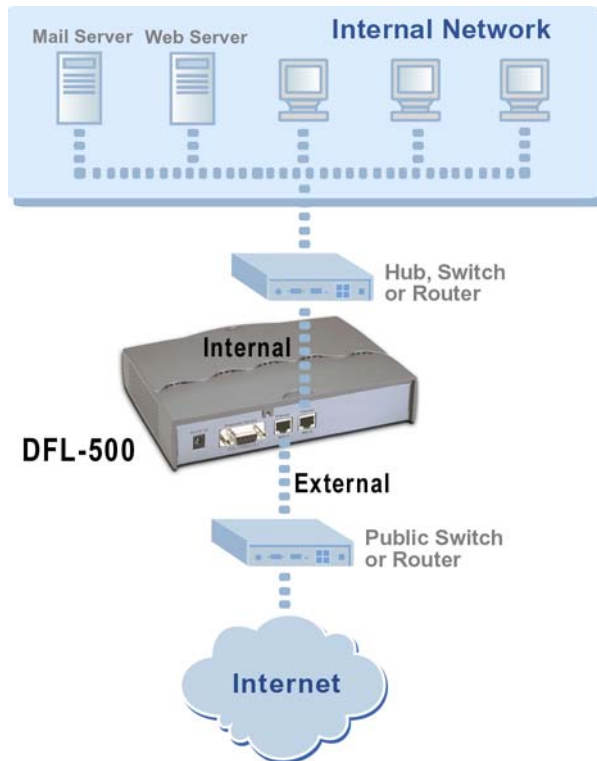 Mail Server Web Server Internal Network
Hub, Switch
or Router
Internal
DFL-500
External
Public Switch
or Router
Internet